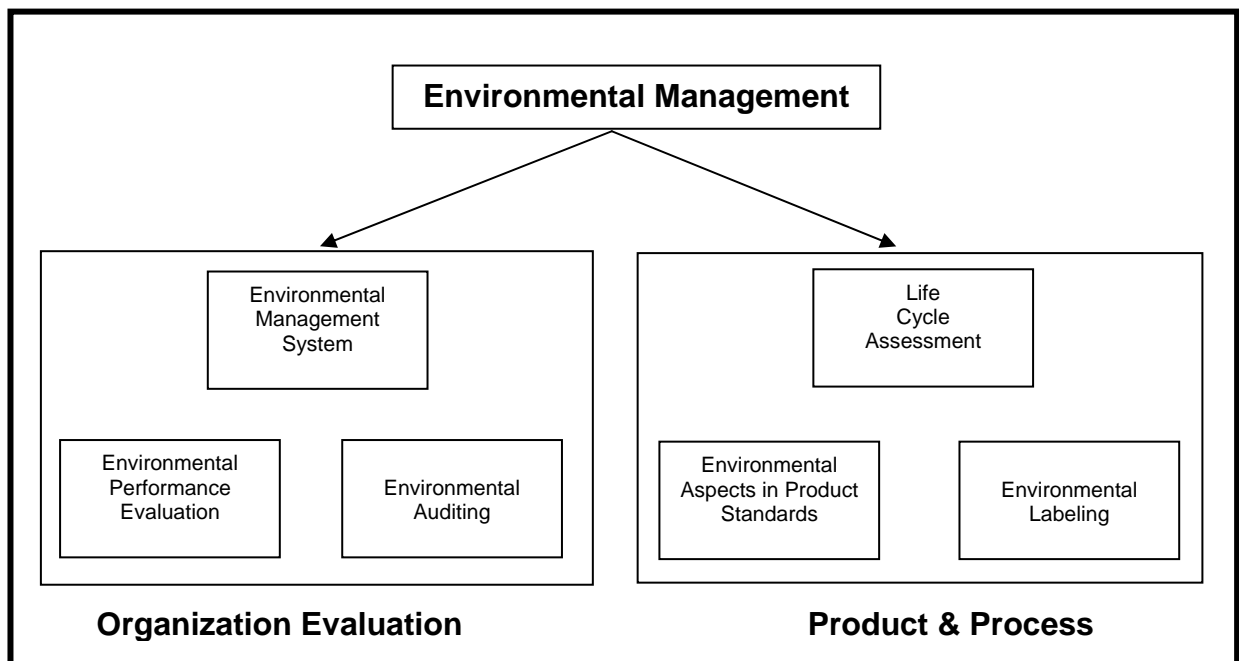 Environmental Management
Environmental
Management
System
Life
Cycle
Assessment
Environmental
Performance
Evaluation
Environmental
Auditing
Environmental
Aspects in Product
Standards
Environmental
Labeling
Organization Evaluation
Product & Process